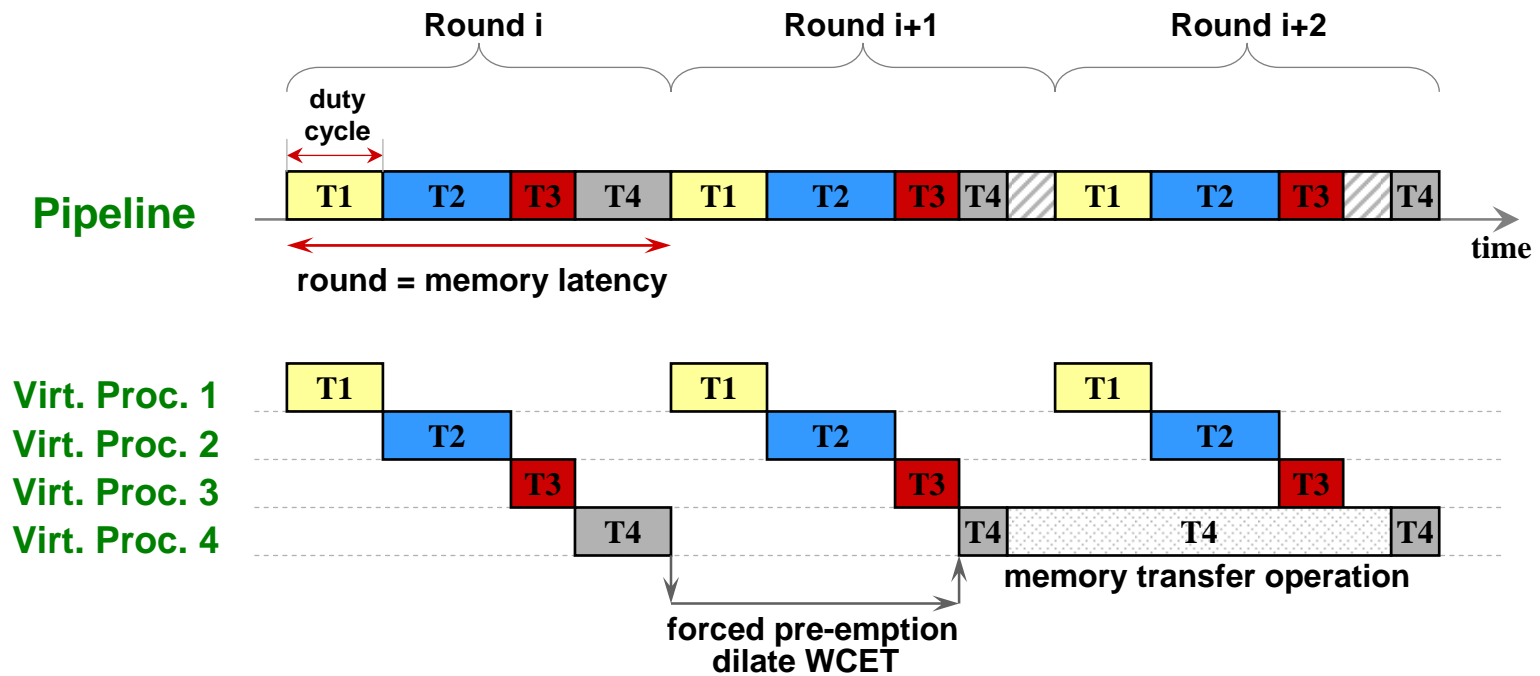 Round i Round i+1 Round i+2
duty
cycle
Pipeline T1 T2 T3 T4 T1 T2 T3 T4 T1 T2 T3 T4
time
round = memory latency
Virt. Proc. 1 T1 T1 T1
Virt. Proc. 2 T2 T2 T2
Virt. Proc. 3 T3 T3 T3
Virt. Proc. 4 T4 T4 T4 T4
memory transfer operation
forced pre-emption
dilate WCET